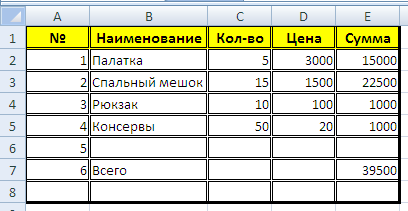 A B C D E
1 № Наименование Кол-во Цена Сумма
2 1 Палатка 5 3000 15000
3 2 Спальный мешок 15 1500 22500
4 3 Рюкзак 10 100 1000
5 4 Консервы 50 20 1000
6 5
7 6 Всего 39500
8